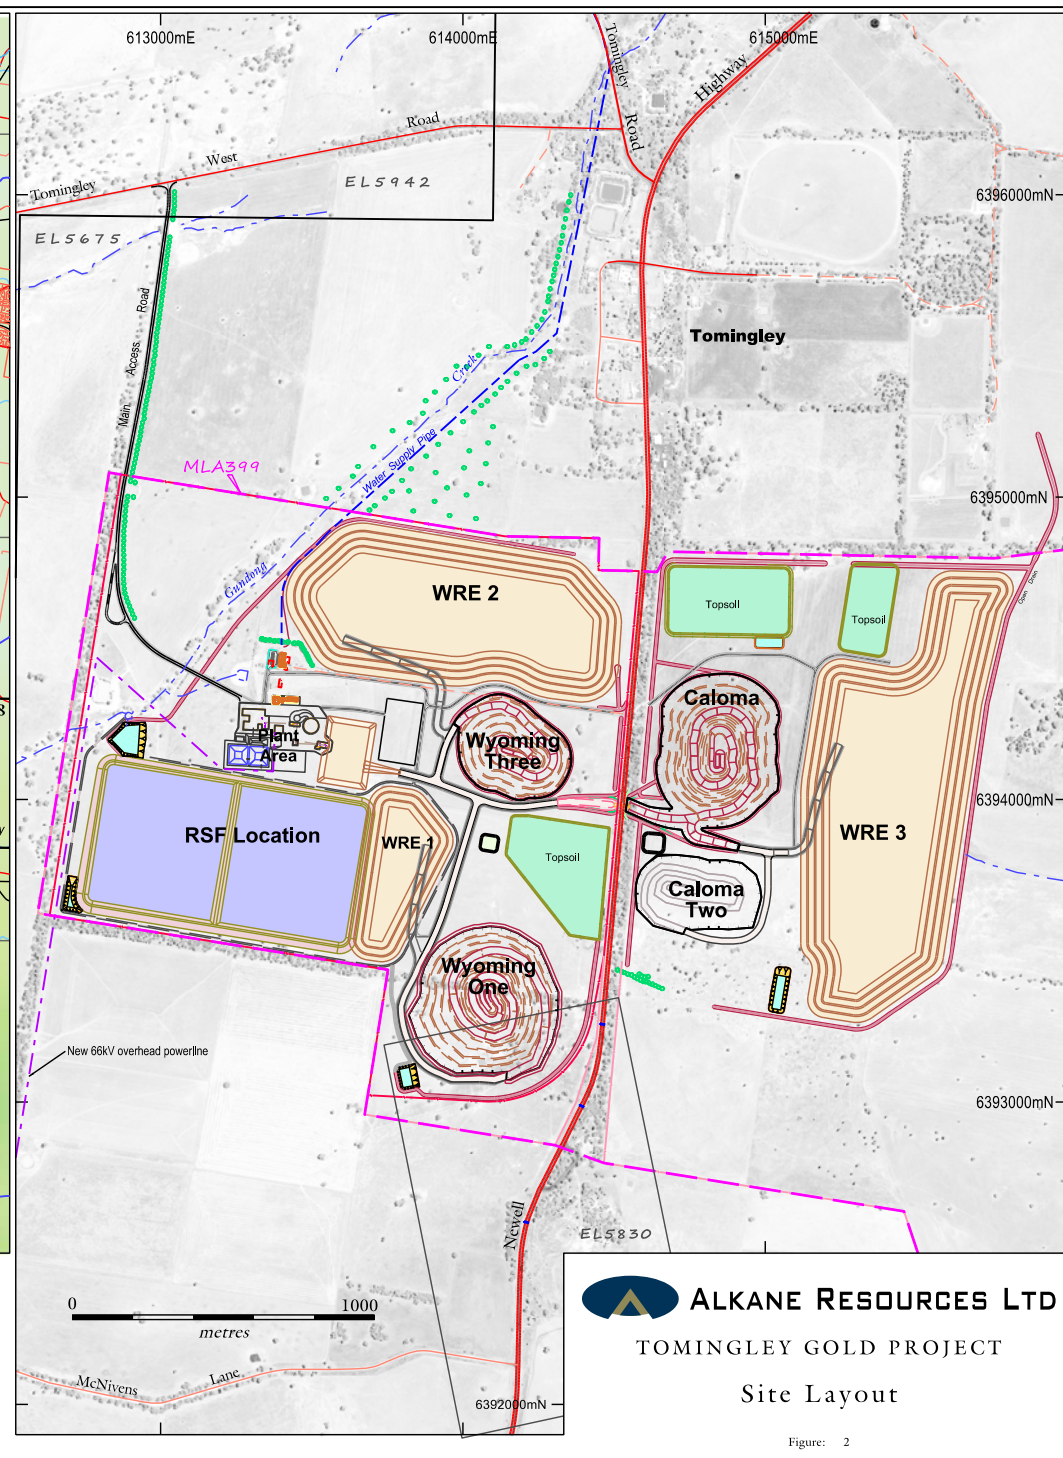 613000mE
614000mE
615000mE
Tomingley
Road
Highway
Tomingley
West
Road
EL5942
6396000mN
EL5675
Main
Access
Road
Tomingley
Creek
Water Supply Pipe
MLA399
6395000mN
Gundong
WRE 2
Topsoil
Topsoil
Open Drain
Caloma
Wyoming
Three
Plant
Area
6394000mN
RSF Location
WRE 1
WRE 3
Topsoil
Caloma
Two
Wyoming
One
New 66kV overhead powerline
6393000mN
Newell
EL5830
0
1000
metres
McNivens
Lane
6392000mN
ALKANE RESOURCES LTD
TOMINGLEY GOLD PROJECT
Site Layout
Figure: 2
8
y